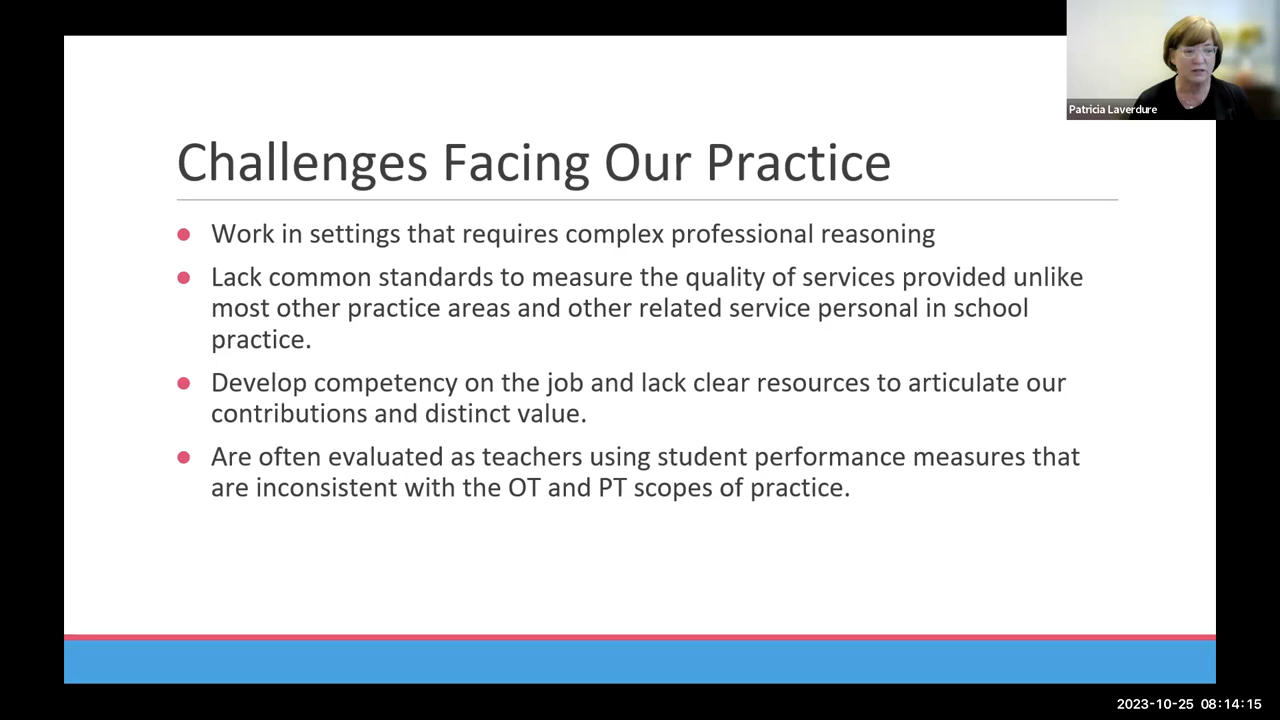 Patricia Laverdure
Challenges Facing Our Practice
Work in settings that requires complex professional reasoning
Lack common standards to measure the quality of services provided unlike
most other practice areas and other related service personal in school
practice.
Develop competency on the job and lack clear resources to articulate our
contributions and distinct value.
Are often evaluated as teachers using student performance measures that
are inconsistent with the OT and PT scopes of practice.
2023-10-25 08:14:15